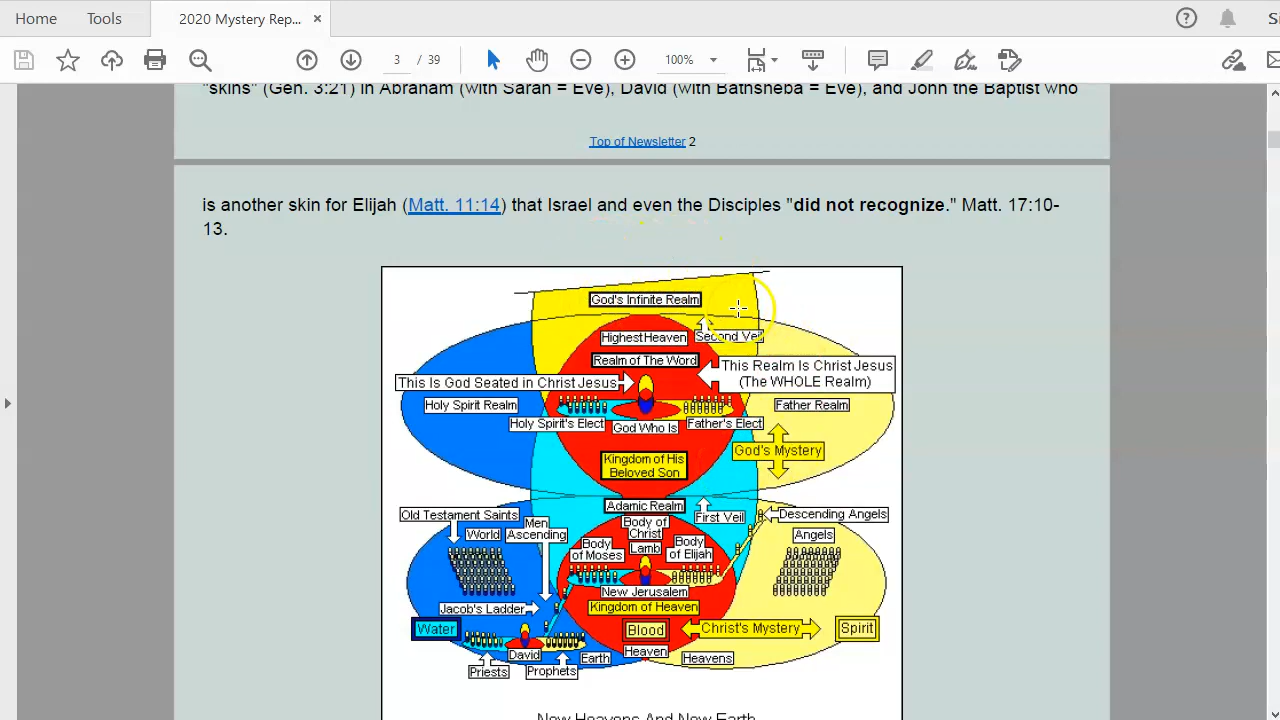 Home
Tools
2020 Mystery Rep...
3 / 39
100%
"skins" (Gen. 3:21) in Abraham (with Sarah = Eve), David (with Bathsheba = Eve), and John the Baptist who
Top of Newsletter 2
is another skin for Elijah (Matt. 11:14) that Israel and even the Disciples "did not recognize." Matt. 17:10-
13.
God's Infinite Realm
Highest Heaven
Second Veil
Realm of The Word
This Realm Is Christ Jesus
(The WHOLE Realm)
This Is God Seated in Christ Jesus
Holy Spirit Realm
Father Realm
Holy Spirit's Elect
God Who Is
Father's Elect
God's Mystery
Kingdom of His
Beloved Son
Adamic Realm
Old Testament Saints
First Veil
Descending Angels
World
Men
Ascending
Body of
Christ
Lamb
Body
of Moses
Body
of Elijah
Angels
New Jerusalem
Jacob's Ladder
Kingdom of Heaven
Water
Blood
Christ's Mystery
Spirit
David
Earth
Heaven
Heavens
Priests
Prophets
New Heavens And New Earth